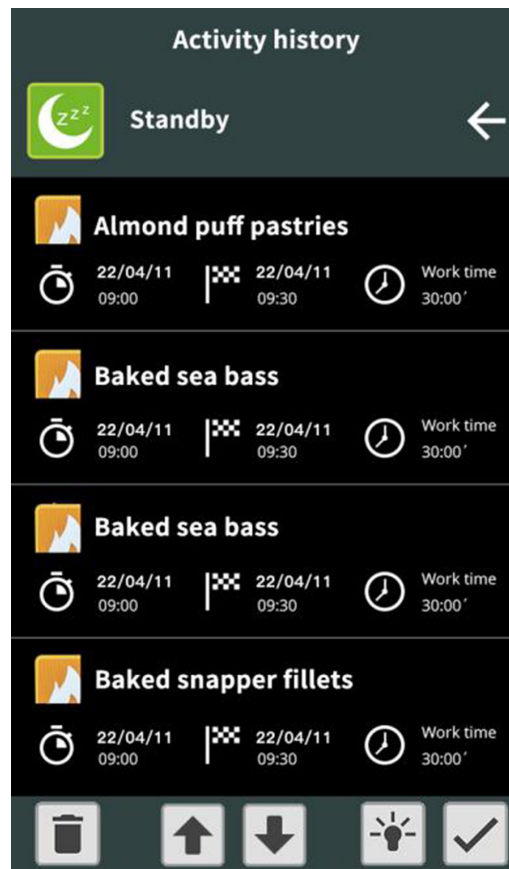 Activity history
zzz
Standby
Almond puff pastries
22/04/11 22/04/11 Work time
09:00 09:30 30:00′
Baked sea bass
22/04/11 22/04/11 Work time
09:00 09:30 30:00′
Baked sea bass
22/04/11 22/04/11 Work time
09:00 09:30 30:00′
Baked snapper fillets
22/04/11 22/04/11 Work time
09:00 09:30 30:00′